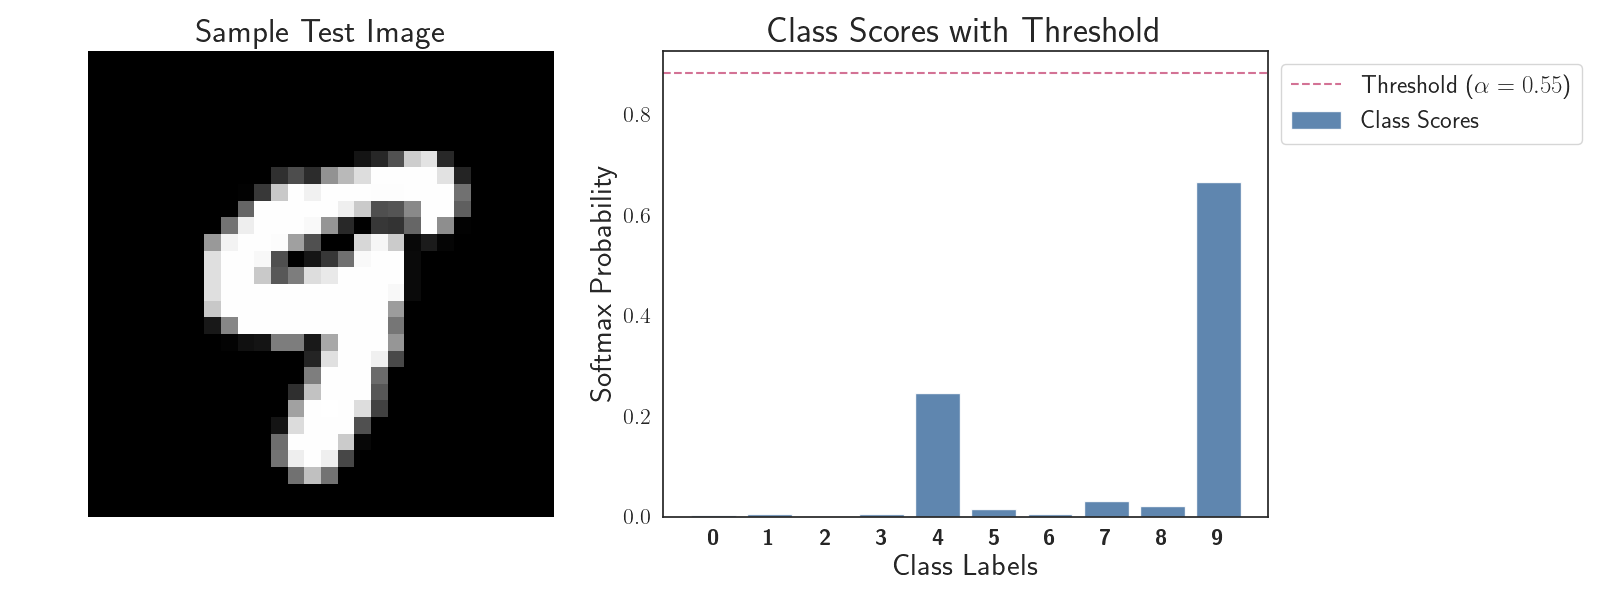 Sample Test Image
9
Class Scores with Threshold
Softmax Probability
0.8
0.6
0.4
0.2
0.0
0 1 2 3 4 5 6 7 8 9
Class Labels
Threshold (α = 0.55)
Class Scores